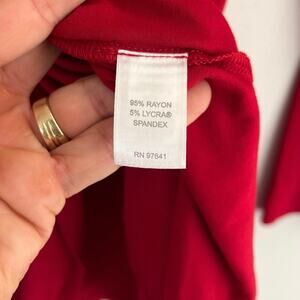 95% RAYON
5% LYCRA®
SPANDEX
RN 97641